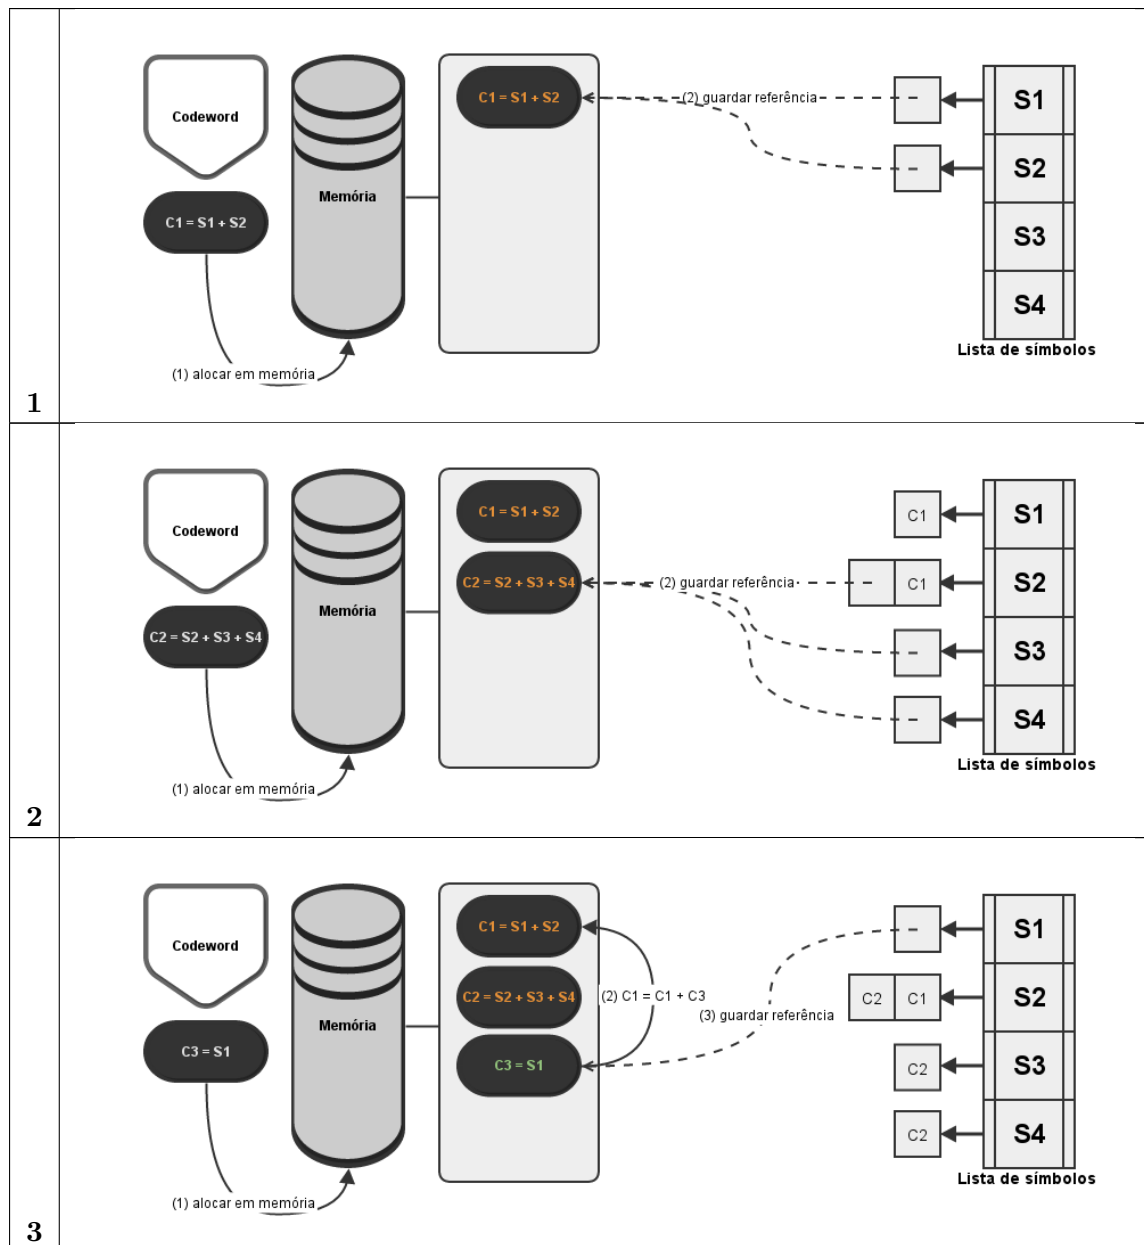 Codeword
C1 = S1 + S2
Memória
C1 = S1 + S2
(1) alocar em memória
(2) guardar referência
S1
S2
S3
S4
Lista de símbolos
1
Codeword
C2 = S2 + S3 + S4
Memória
C1 = S1 + S2
C2 = S2 + S3 + S4
(1) alocar em memória
(2) guardar referência
C1
C1
S1
S2
S3
S4
Lista de símbolos
2
Codeword
C3 = S1
Memória
C1 = S1 + S2
C2 = S2 + S3 + S4
C3 = S1
(1) alocar em memória
(2) C1 = C1 + C3
(3) guardar referência
C2 C1
C2
C2
S1
S2
S3
S4
Lista de símbolos
3